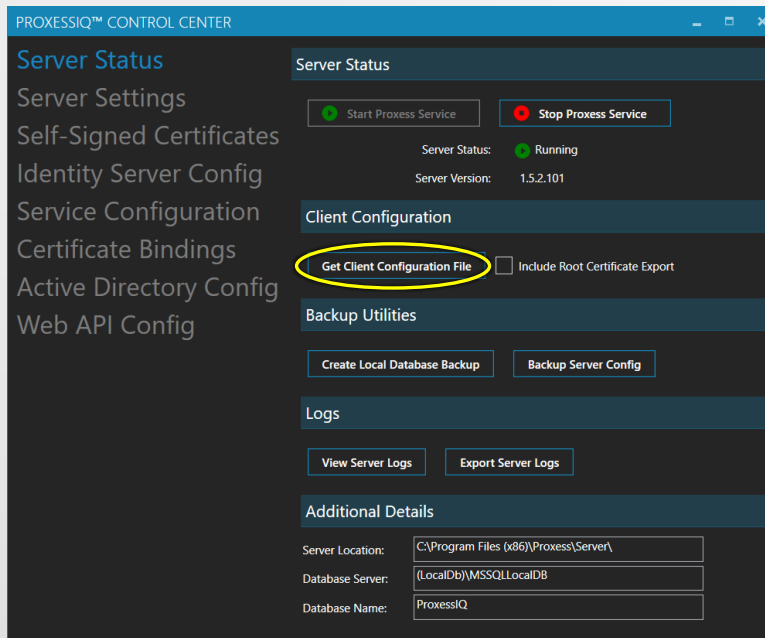 PROXESSIQ™ CONTROL CENTER
Server Status
Server Settings
Self-Signed Certificates
Identity Server Config
Service Configuration
Certificate Bindings
Active Directory Config
Web API Config
Server Status
Start Proxess Service
Stop Proxess Service
Server Status: Running
Server Version: 1.5.2.101
Client Configuration
Get Client Configuration File
Include Root Certificate Export
Backup Utilities
Create Local Database Backup
Backup Server Config
Logs
View Server Logs
Export Server Logs
Additional Details
Server Location: C:\Program Files (x86)\Proxess\Server\
Database Server: (LocalDb)\MSSQLLocalDB
Database Name: ProxessIQ